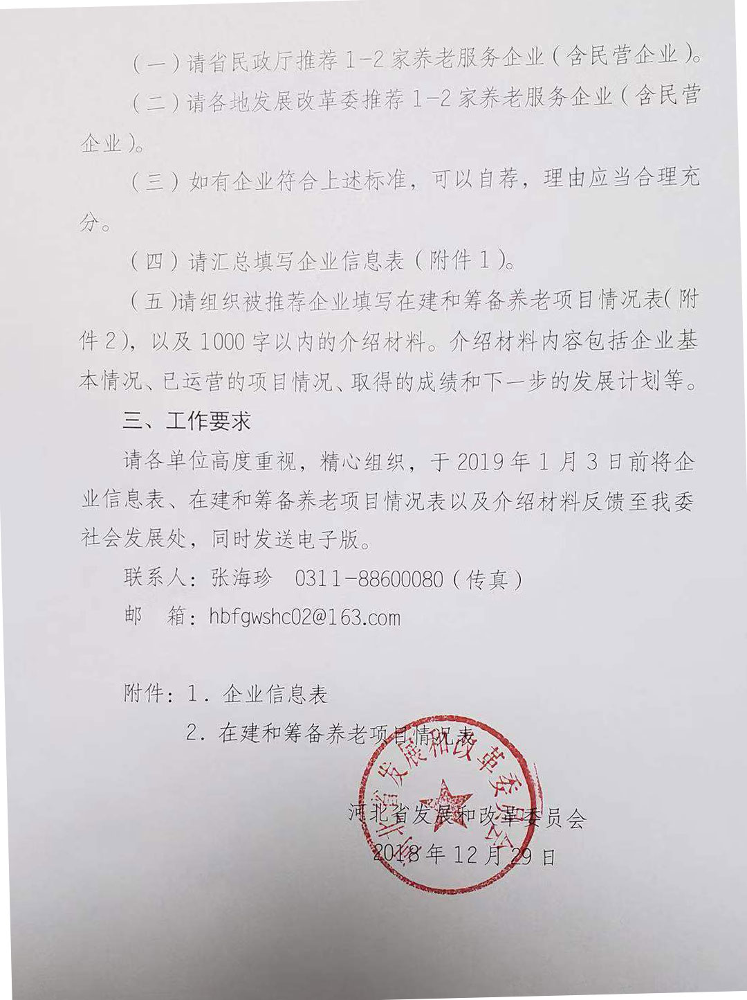 （一）请省民政厅推荐1-2家养老服务企业（含民营企业）。
（二）请各地发展改革委推荐1-2家养老服务企业（含民营
企业）。
（三）如有企业符合上述标准，可以自荐，理由应当合理充
分。
（四）请汇总填写企业信息表（附件1）。
（五）请组织被推荐企业填写在建和筹备养老项目情况表（附
件2），以及1000字以内的介绍材料。介绍材料内容包括企业基
本情况、已运营的项目情况、取得的成绩和下一步的发展计划等。
三、工作要求
请各单位高度重视，精心组织，于2019年1月3日前将企
业信息表、在建和筹备养老项目情况表以及介绍材料反馈至我委
社会发展处，同时发送电子版。
联系人：张海珍 0311-88600080（传真）
邮 箱：hbfgwshc02@163.com
附件：1. 企业信息表
2. 在建和筹备养老项目情况表
河北省发展和改革委员会
河北省发展和改革委员会
2018年12月29日